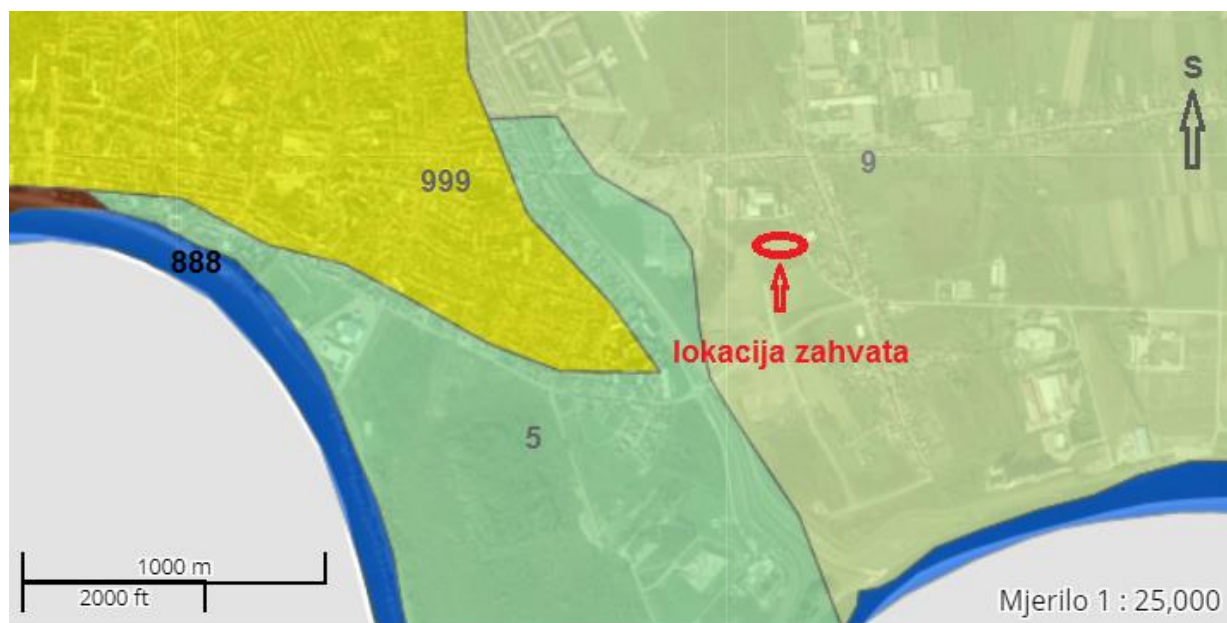 S
9
999
888
lokacija zahvata
5
1000 m
2000 ft
Mjerilo 1 : 25,000